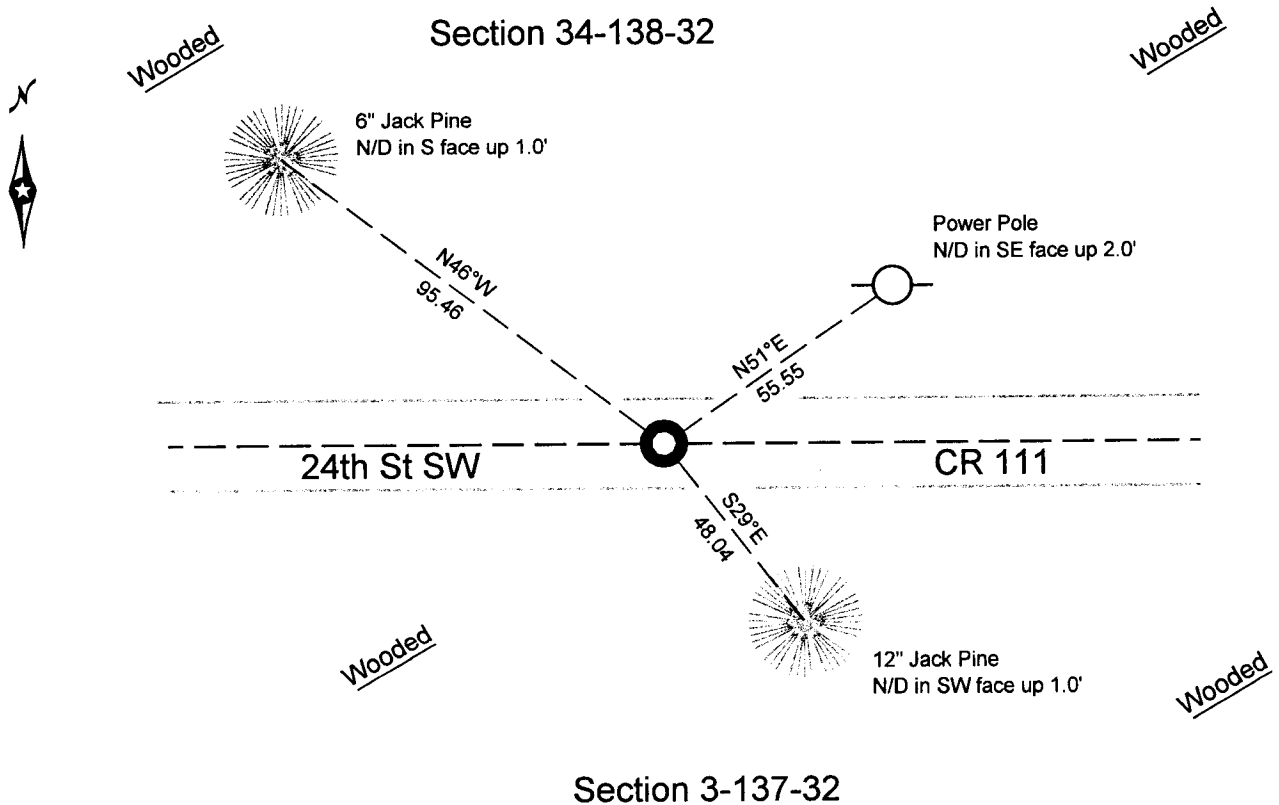 Section 34-138-32
Wooded
Wooded
N
6" Jack Pine
N/D in S face up 1.0'
Power Pole
N/D in SE face up 2.0'
N46°W
95.46
N51°E
55.55
24th St SW
CR 111
S29°E
48.04
Wooded
12" Jack Pine
N/D in SW face up 1.0'
Wooded
Section 3-137-32